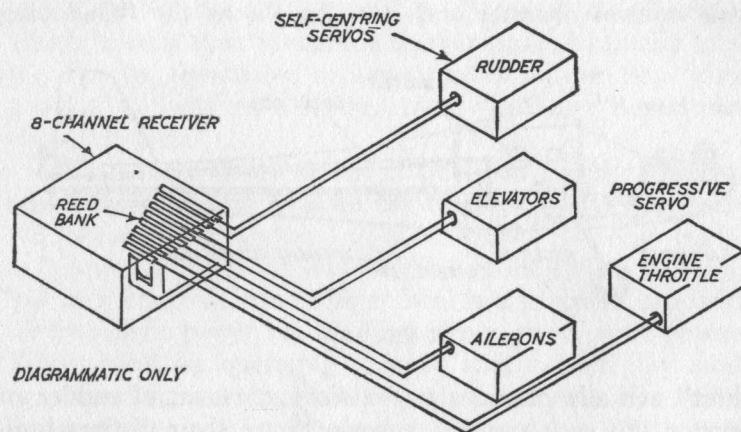 SELF-CENTRING
SERVOS
RUDDER
8-CHANNEL RECEIVER
REED
BANK
ELEVATORS
PROGRESSIVE
SERVO
ENGINE
THROTTLE
AILERONS
DIAGRAMMATIC ONLY